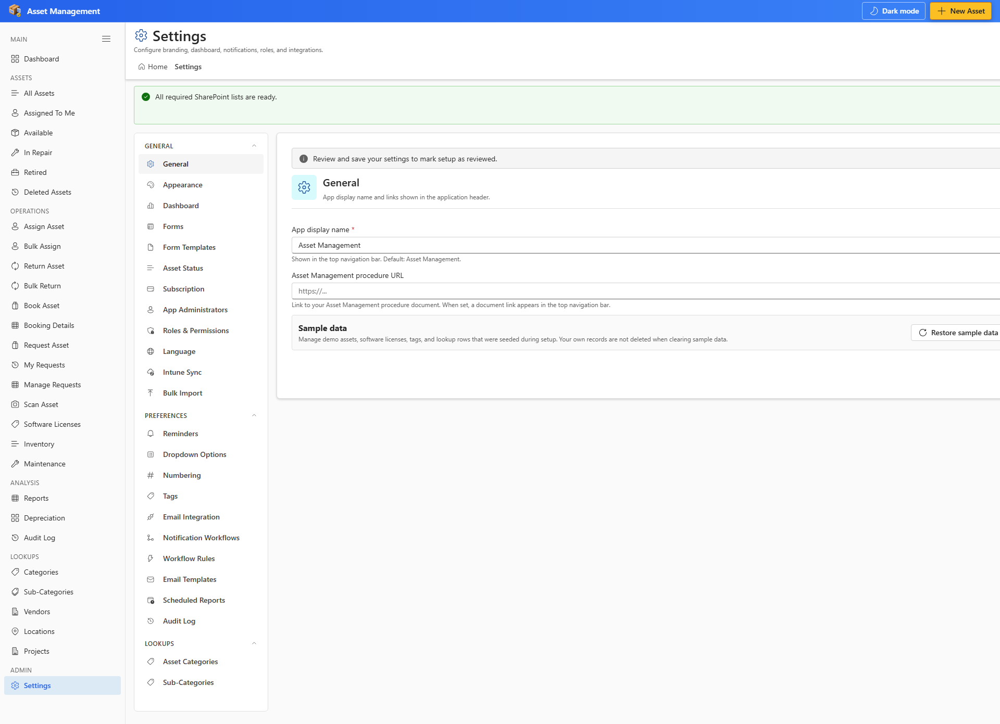 Asset Management
Dark mode
New Asset
MAIN
Dashboard
ASSETS
All Assets
Assigned To Me
Available
In Repair
Retired
Deleted Assets
OPERATIONS
Assign Asset
Bulk Assign
Return Asset
Bulk Return
Book Asset
Booking Details
Request Asset
My Requests
Manage Requests
Scan Asset
Software Licenses
Inventory
Maintenance
ANALYSIS
Reports
Depreciation
Audit Log
LOOKUPS
Categories
Sub-Categories
Vendors
Locations
Projects
ADMIN
Settings
Settings
Configure branding, dashboard, notifications, roles, and integrations.
Home Settings
All required SharePoint lists are ready.
GENERAL
General
Appearance
Dashboard
Forms
Form Templates
Asset Status
Subscription
App Administrators
Roles & Permissions
Language
Intune Sync
Bulk Import
PREFERENCES
Reminders
Dropdown Options
Numbering
Tags
Email Integration
Notification Workflows
Workflow Rules
Email Templates
Scheduled Reports
Audit Log
LOOKUPS
Asset Categories
Sub-Categories
Review and save your settings to mark setup as reviewed.
General
App display name and links shown in the application header.
App display name *
Asset Management
Shown in the top navigation bar. Default: Asset Management.
Asset Management procedure URL
https://...
Link to your Asset Management procedure document. When set, a document link appears in the top navigation bar.
Sample data
Manage demo assets, software licenses, tags, and lookup rows that were seeded during setup. Your own records are not deleted when clearing sample data.
Restore sample data